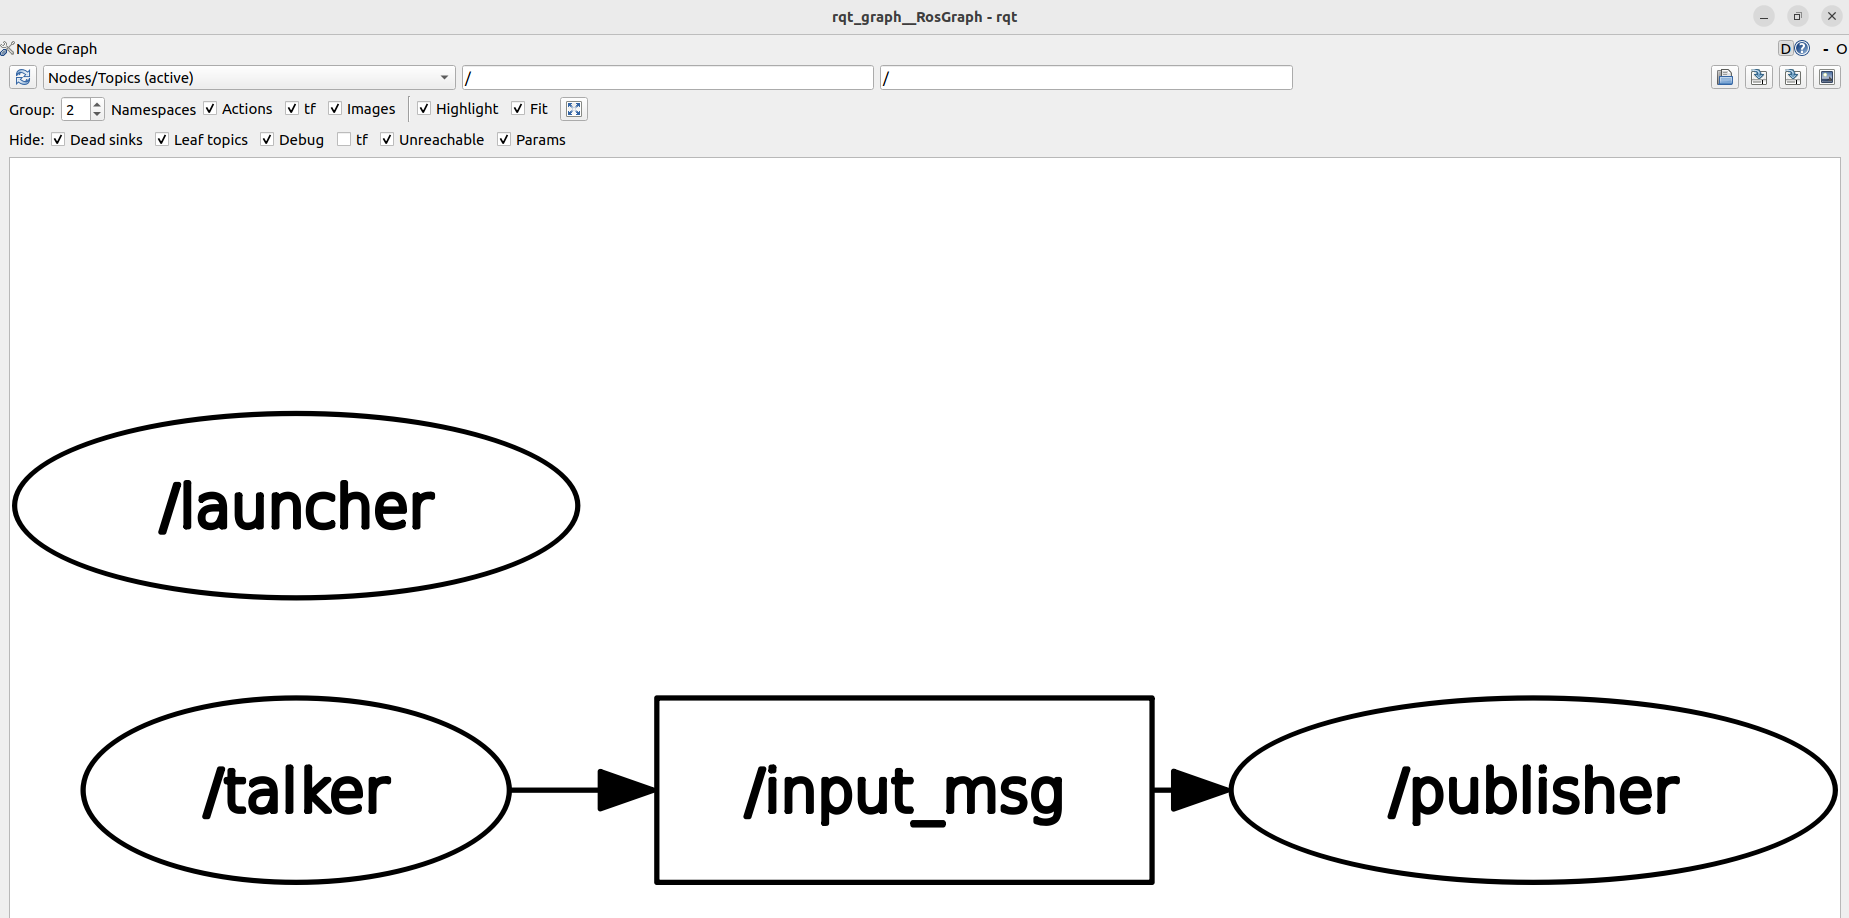 rqt_graph__RosGraph - rqt
Node Graph
D - O
Nodes/Topics (active) / /
Group: 2 Namespaces Actions tf Images Highlight Fit
Hide: Dead sinks Leaf topics Debug tf Unreachable Params
/launcher
/talker /input_msg /publisher